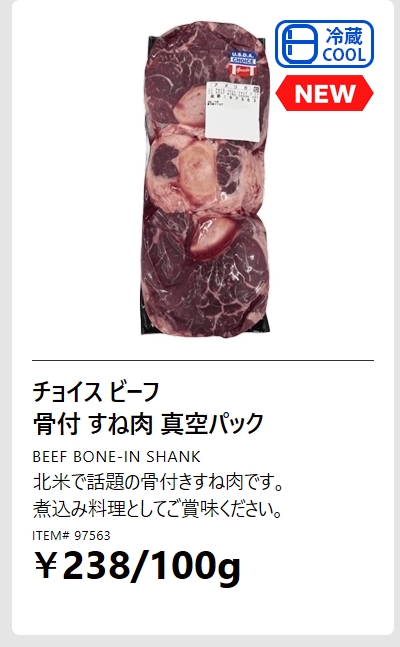 冷蔵
COOL
NEW
U.S.D.A.
CHOICE
チョイス ビーフ
骨付 すね肉 真空パック
BEEF BONE-IN SHANK
北米で話題の骨付きすね肉です。
煮込み料理としてご賞味ください。
ITEM# 97563
￥238/100g